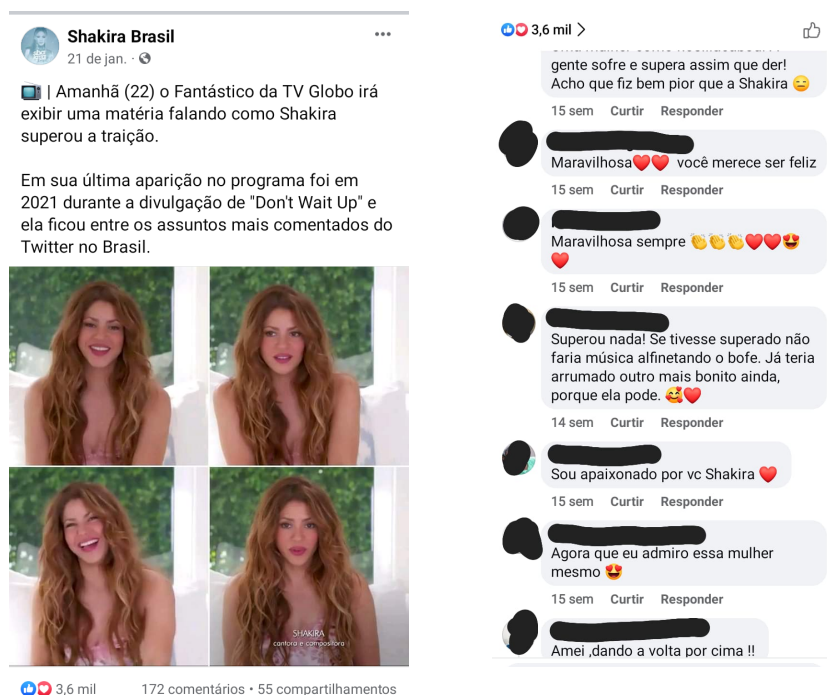 Shakira Brasil
21 de jan. ·
📺 | Amanhã (22) o Fantástico da TV Globo irá
exibir uma matéria falando como Shakira
superou a traição.
Em sua última aparição no programa foi em
2021 durante a divulgação de "Don't Wait Up" e
ela ficou entre os assuntos mais comentados do
Twitter no Brasil.
SHAKIRA
cantora e compositora
3,6 mil
172 comentários • 55 compartilhamentos
3,6 mil
gente sofre e supera assim que der!
Acho que fiz bem pior que a Shakira 😑
15 sem Curtir Responder
Maravilhosa❤️❤️ você merece ser feliz
15 sem Curtir Responder
Maravilhosa sempre 👏👏👏❤️❤️😍
❤️
15 sem Curtir Responder
Superou nada! Se tivesse superado não
faria música alfinetando o bofe. Já teria
arrumado outro mais bonito ainda,
porque ela pode. 🥰❤️
14 sem Curtir Responder
Sou apaixonado por vc Shakira ❤️
15 sem Curtir Responder
Agora que eu admiro essa mulher
mesmo 😍
15 sem Curtir Responder
Amei ,dando a volta por cima !!